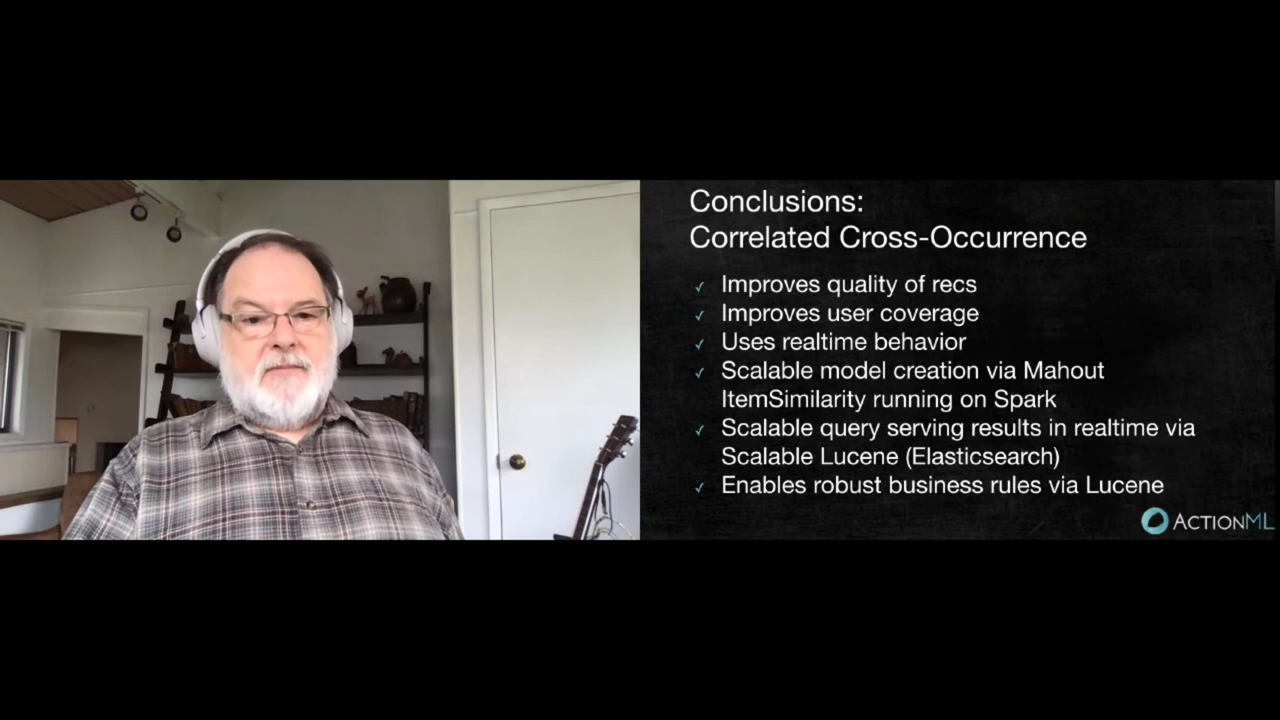 Conclusions:
Correlated Cross-Occurrence
✓ Improves quality of recs
✓ Improves user coverage
✓ Uses realtime behavior
✓ Scalable model creation via Mahout
ItemSimilarity running on Spark
✓ Scalable query serving results in realtime via
Scalable Lucene (Elasticsearch)
✓ Enables robust business rules via Lucene
ACTIONML